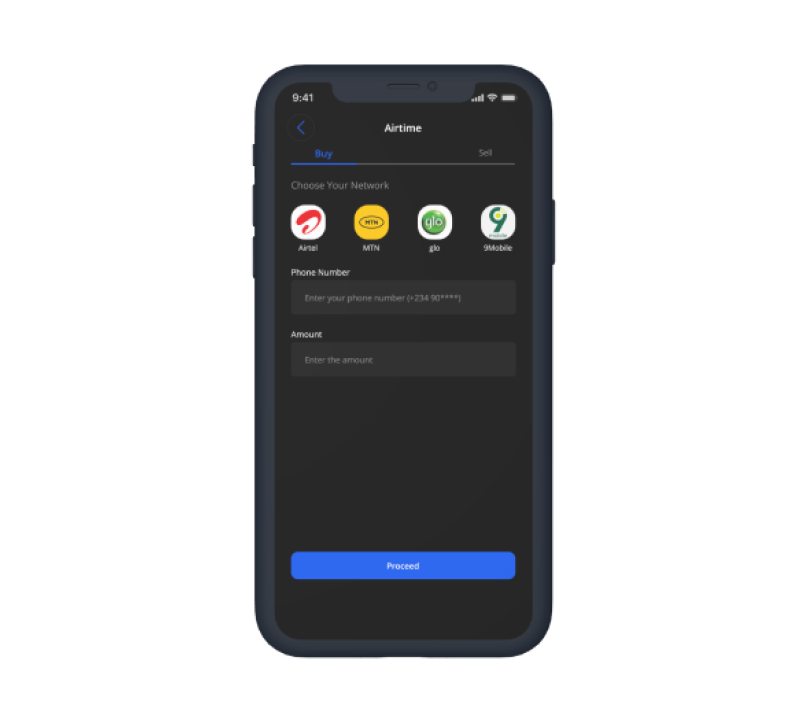 9:41
Airtime
Buy Sell
Choose Your Network
MTN glo 9 mobile
Airtel MTN glo 9Mobile
Phone Number
Enter your phone number (+234 90****)
Amount
Enter the amount
Proceed